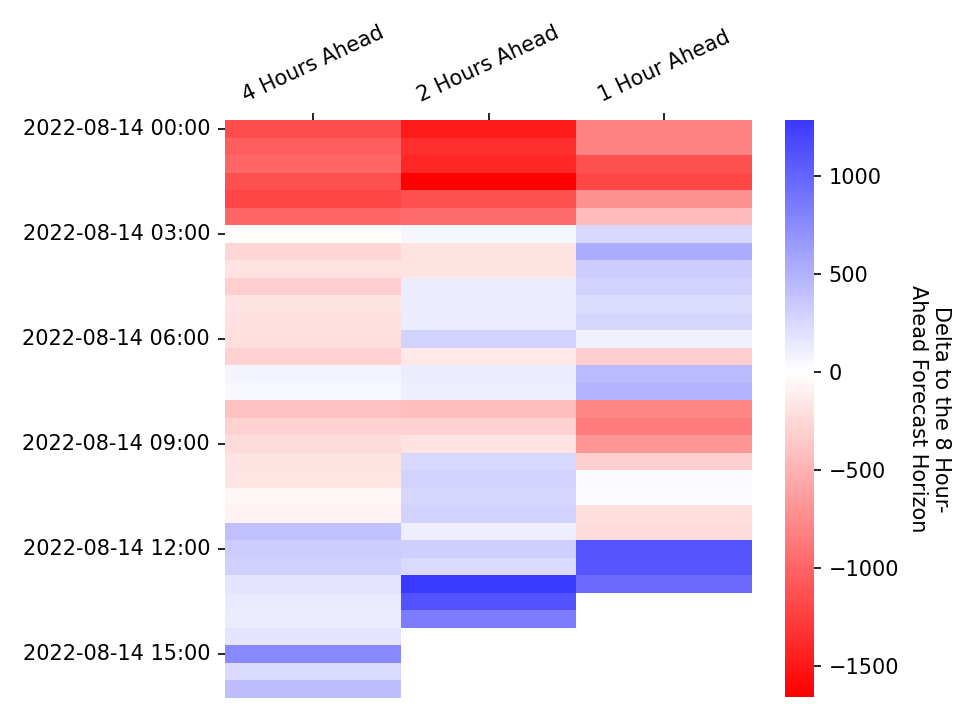 4 Hours Ahead
2 Hours Ahead
1 Hour Ahead
2022-08-14 00:00
2022-08-14 03:00
2022-08-14 06:00
2022-08-14 09:00
2022-08-14 12:00
2022-08-14 15:00
1000
500
0
−500
−1000
−1500
Delta to the 8 Hour-
Ahead Forecast Horizon